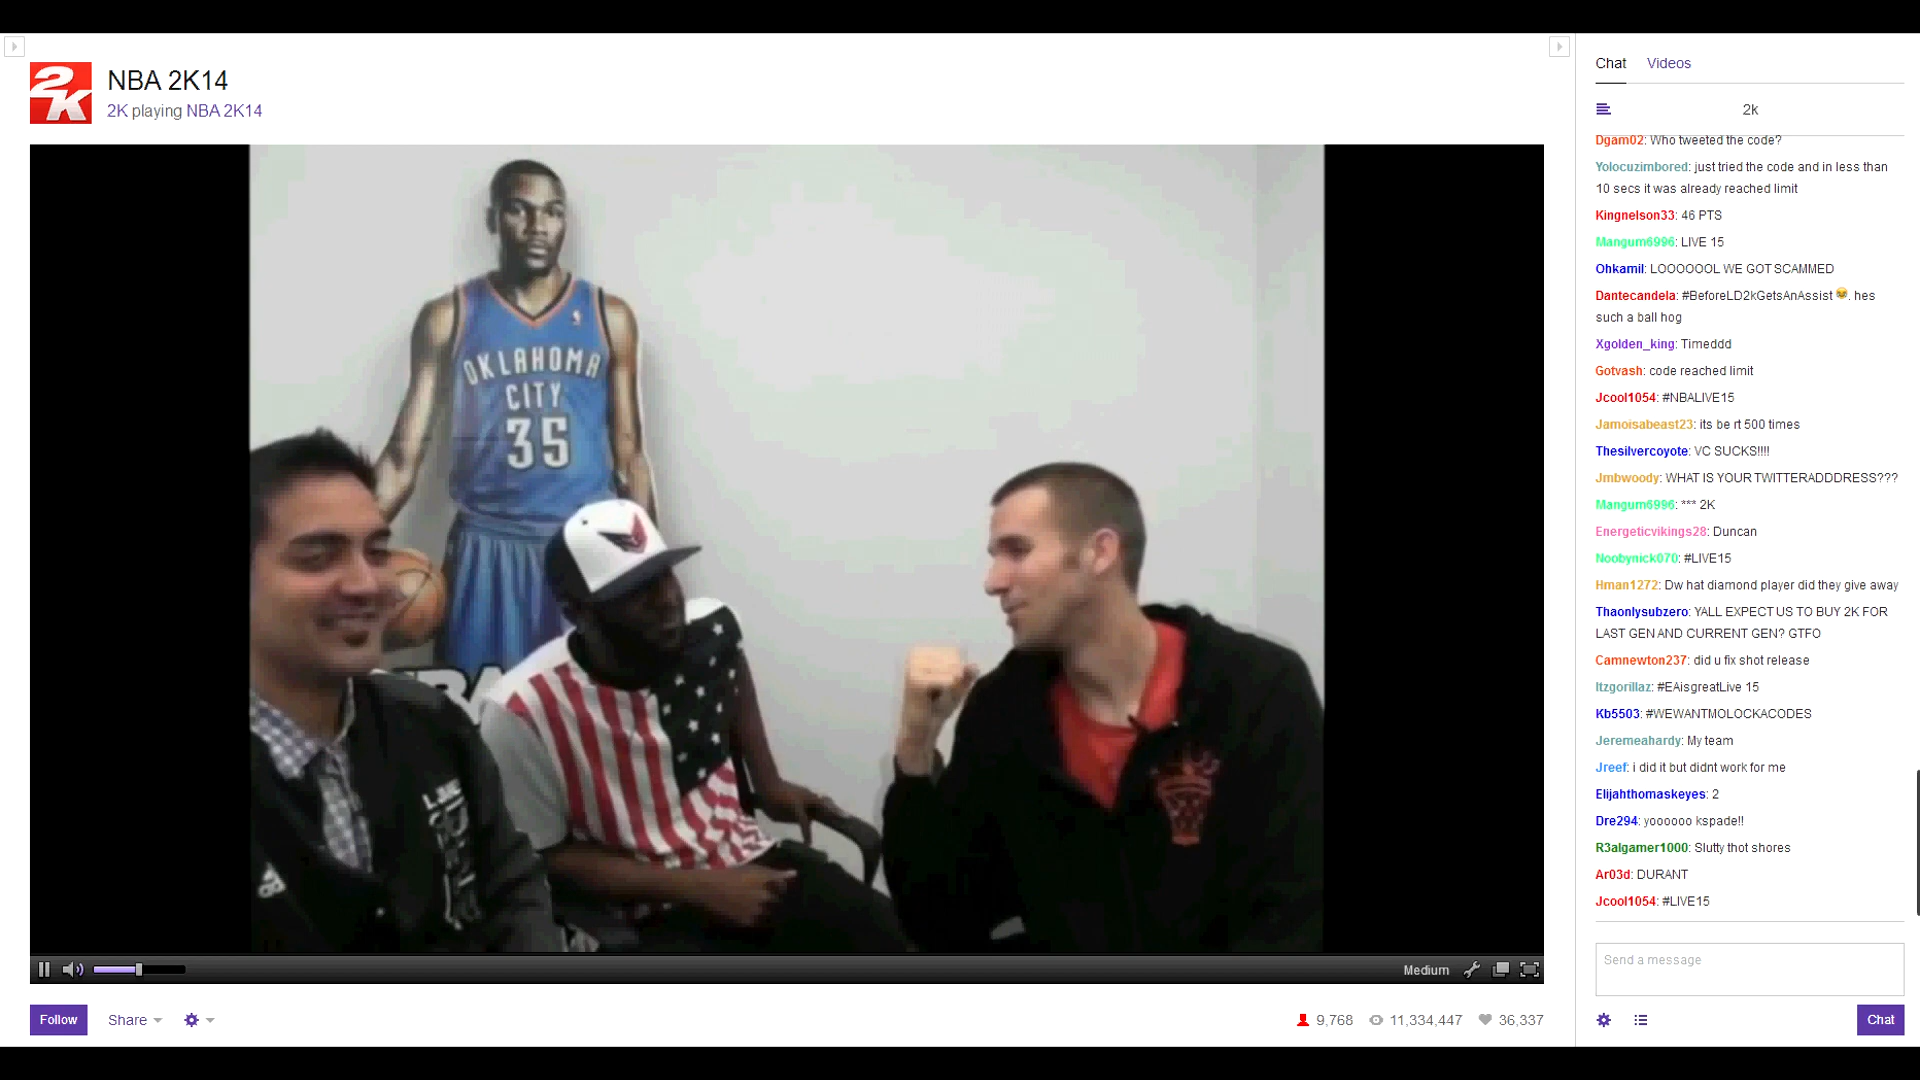 NBA 2K14
2K playing NBA 2K14
2K
OKLAHOMA
CITY
35
Medium
Follow
Share
9,768
11,334,447
36,337
Chat
Videos
2k
Dgam02: Who tweeted the code?
Yolocuzimbored: just tried the code and in less than
10 secs it was already reached limit
Kingnelson33: 46 PTS
Mangum6996: LIVE 15
Ohkamil: LOOOOOOL WE GOT SCAMMED
Dantecandela: #BeforeLD2kGetsAnAssist 😂. hes
such a ball hog
Xgolden_king: Timeddd
Gotvash: code reached limit
Jcool1054: #NBALIVE15
Jamoisabeast23: its be rt 500 times
Thesilvercoyote: VC SUCKS!!!!
Jmbwoody: WHAT IS YOUR TWITTERADDDRESS???
Mangum6996: *** 2K
Energeticvikings28: Duncan
Noobynick070: #LIVE15
Hman1272: Dw hat diamond player did they give away
Thaonlysubzero: YALL EXPECT US TO BUY 2K FOR
LAST GEN AND CURRENT GEN? GTFO
Camnewton237: did u fix shot release
Itzgorillaz: #EAisgreatLive 15
Kb5503: #WEWANTMOLOCKACODES
Jeremeahardy: My team
Jreef: i did it but didnt work for me
Elijahthomaskeyes: 2
Dre294: yoooooo kspade!!
R3algamer1000: Slutty thot shores
Ar03d: DURANT
Jcool1054: #LIVE15
Send a message
Chat